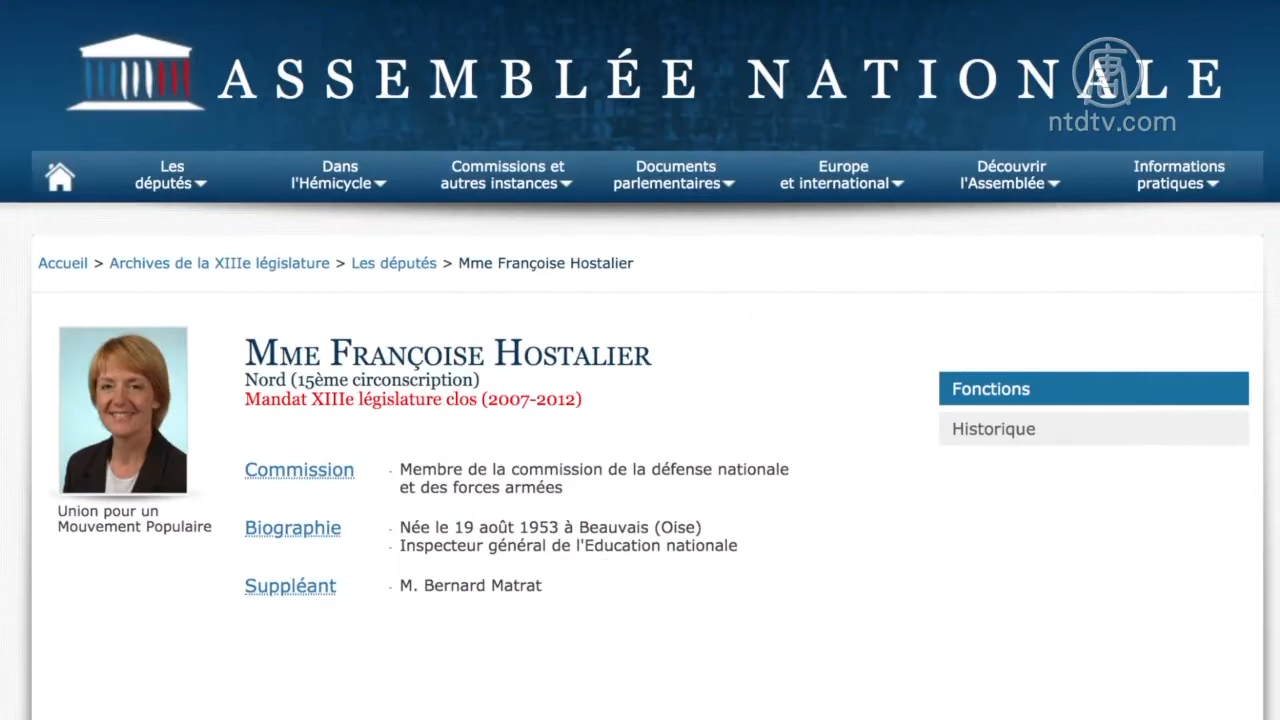 ASSEMBLÉE NATIONALE
ntdtv.com
Les
députés
Dans
l'Hémicycle
Commissions et
autres instances
Documents
parlementaires
Europe
et international
Découvrir
l'Assemblée
Informations
pratiques
Accueil > Archives de la XIIIe législature > Les députés > Mme Françoise Hostalier
Mme Françoise Hostalier
Nord (15ème circonscription)
Mandat XIIIe législature clos (2007-2012)
Fonctions
Historique
Commission
- Membre de la commission de la défense nationale
et des forces armées
Union pour un
Mouvement Populaire
Biographie
- Née le 19 août 1953 à Beauvais (Oise)
- Inspecteur général de l'Education nationale
Suppléant
- M. Bernard Matrat